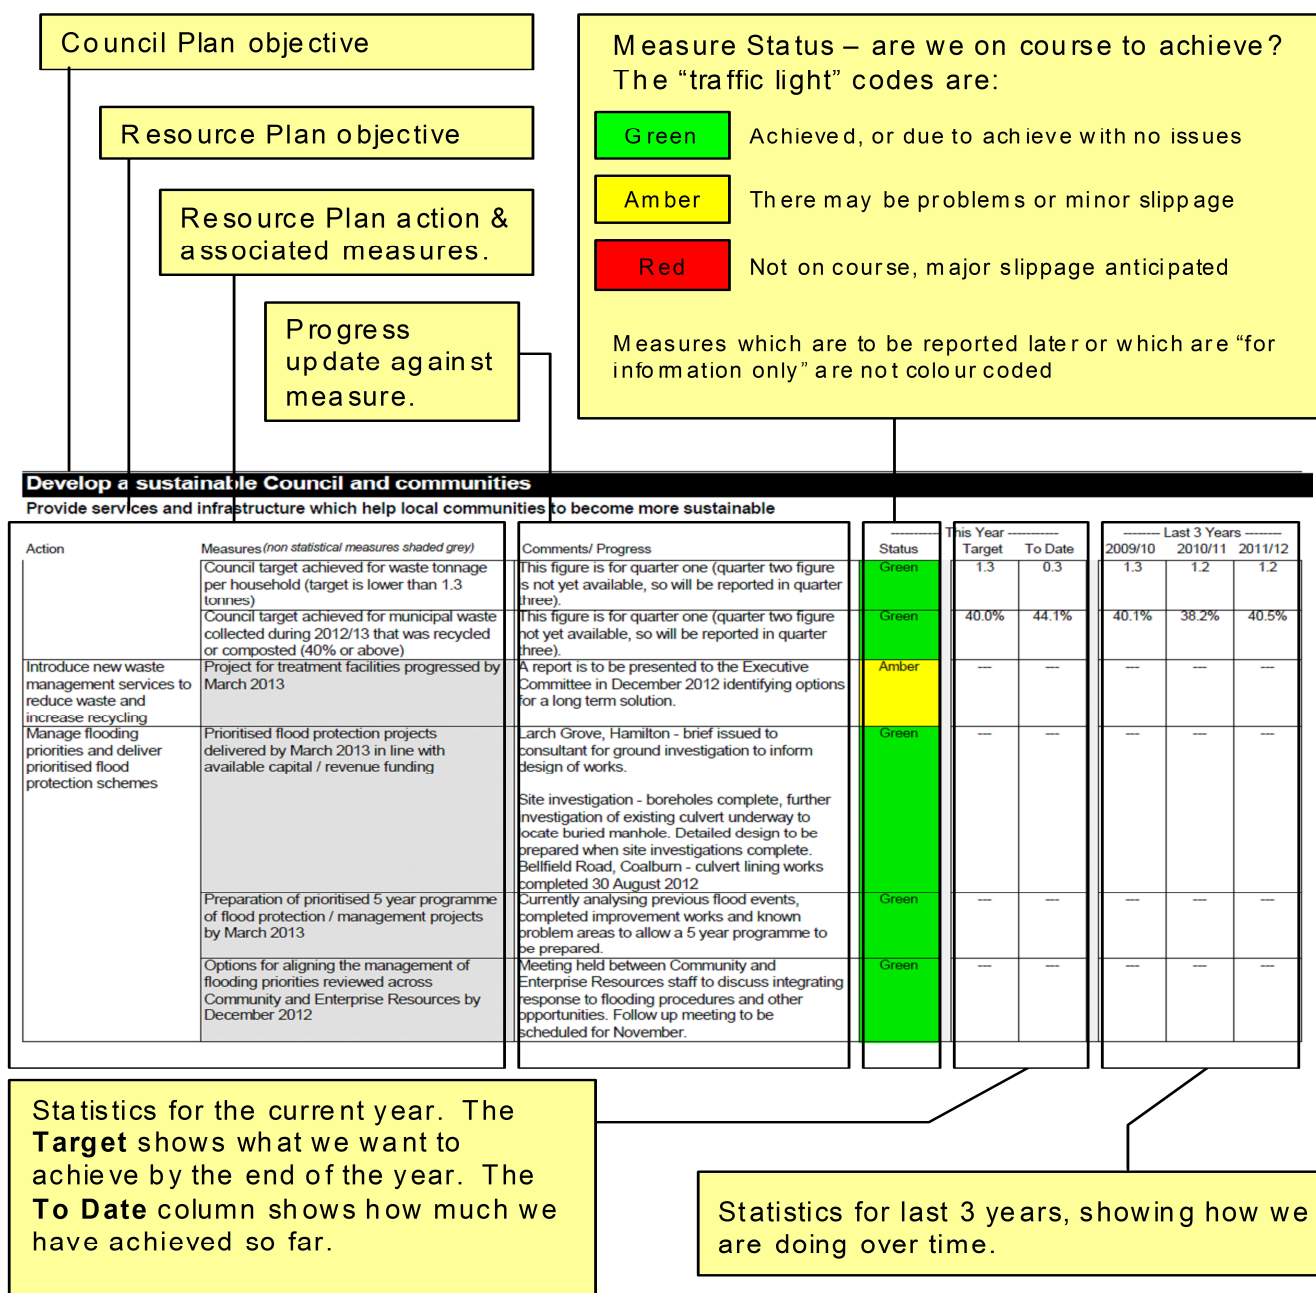 Council Plan objective
Resource Plan objective
Resource Plan action &
associated measures.
Progress
update against
measure.
Measure Status – are we on course to achieve?
The “traffic light” codes are:
Green Achieved, or due to achieve with no issues
Amber There may be problems or minor slippage
Red Not on course, major slippage anticipated
Measures which are to be reported later or which are “for
information only” are not colour coded
Develop a sustainable Council and communities
Provide services and infrastructure which help local communities to become more sustainable
------------ This Year ------------ -------- Last 3 Years --------
Action Measures (non statistical measures shaded grey) Comments/ Progress Status Target To Date 2009/10 2010/11 2011/12
Council target achieved for waste tonnage
per household (target is lower than 1.3
tonnes)
This figure is for quarter one (quarter two figure
is not yet available, so will be reported in quarter
three).
Green 1.3 0.3 1.3 1.2 1.2
Council target achieved for municipal waste
collected during 2012/13 that was recycled
or composted (40% or above)
This figure is for quarter one (quarter two figure
not yet available, so will be reported in quarter
three).
Green 40.0% 44.1% 40.1% 38.2% 40.5%
Introduce new waste
management services to
reduce waste and
increase recycling
Project for treatment facilities progressed by
March 2013
A report is to be presented to the Executive
Committee in December 2012 identifying options
for a long term solution.
Amber --- --- --- --- ---
Manage flooding
priorities and deliver
prioritised flood
protection schemes
Prioritised flood protection projects
delivered by March 2013 in line with
available capital / revenue funding
Larch Grove, Hamilton - brief issued to
consultant for ground investigation to inform
design of works.
Site investigation - boreholes complete, further
investigation of existing culvert underway to
locate buried manhole. Detailed design to be
prepared when site investigations complete.
Bellfield Road, Coalburn - culvert lining works
completed 30 August 2012
Green --- --- --- --- ---
Preparation of prioritised 5 year programme
of flood protection / management projects
by March 2013
Currently analysing previous flood events,
completed improvement works and known
problem areas to allow a 5 year programme to
be prepared.
Green --- --- --- --- ---
Options for aligning the management of
flooding priorities reviewed across
Community and Enterprise Resources by
December 2012
Meeting held between Community and
Enterprise Resources staff to discuss integrating
response to flooding procedures and other
opportunities. Follow up meeting to be
scheduled for November.
Green --- --- --- --- ---
Statistics for the current year. The
Target shows what we want to
achieve by the end of the year. The
To Date column shows how much we
have achieved so far.
Statistics for last 3 years, showing how we
are doing over time.